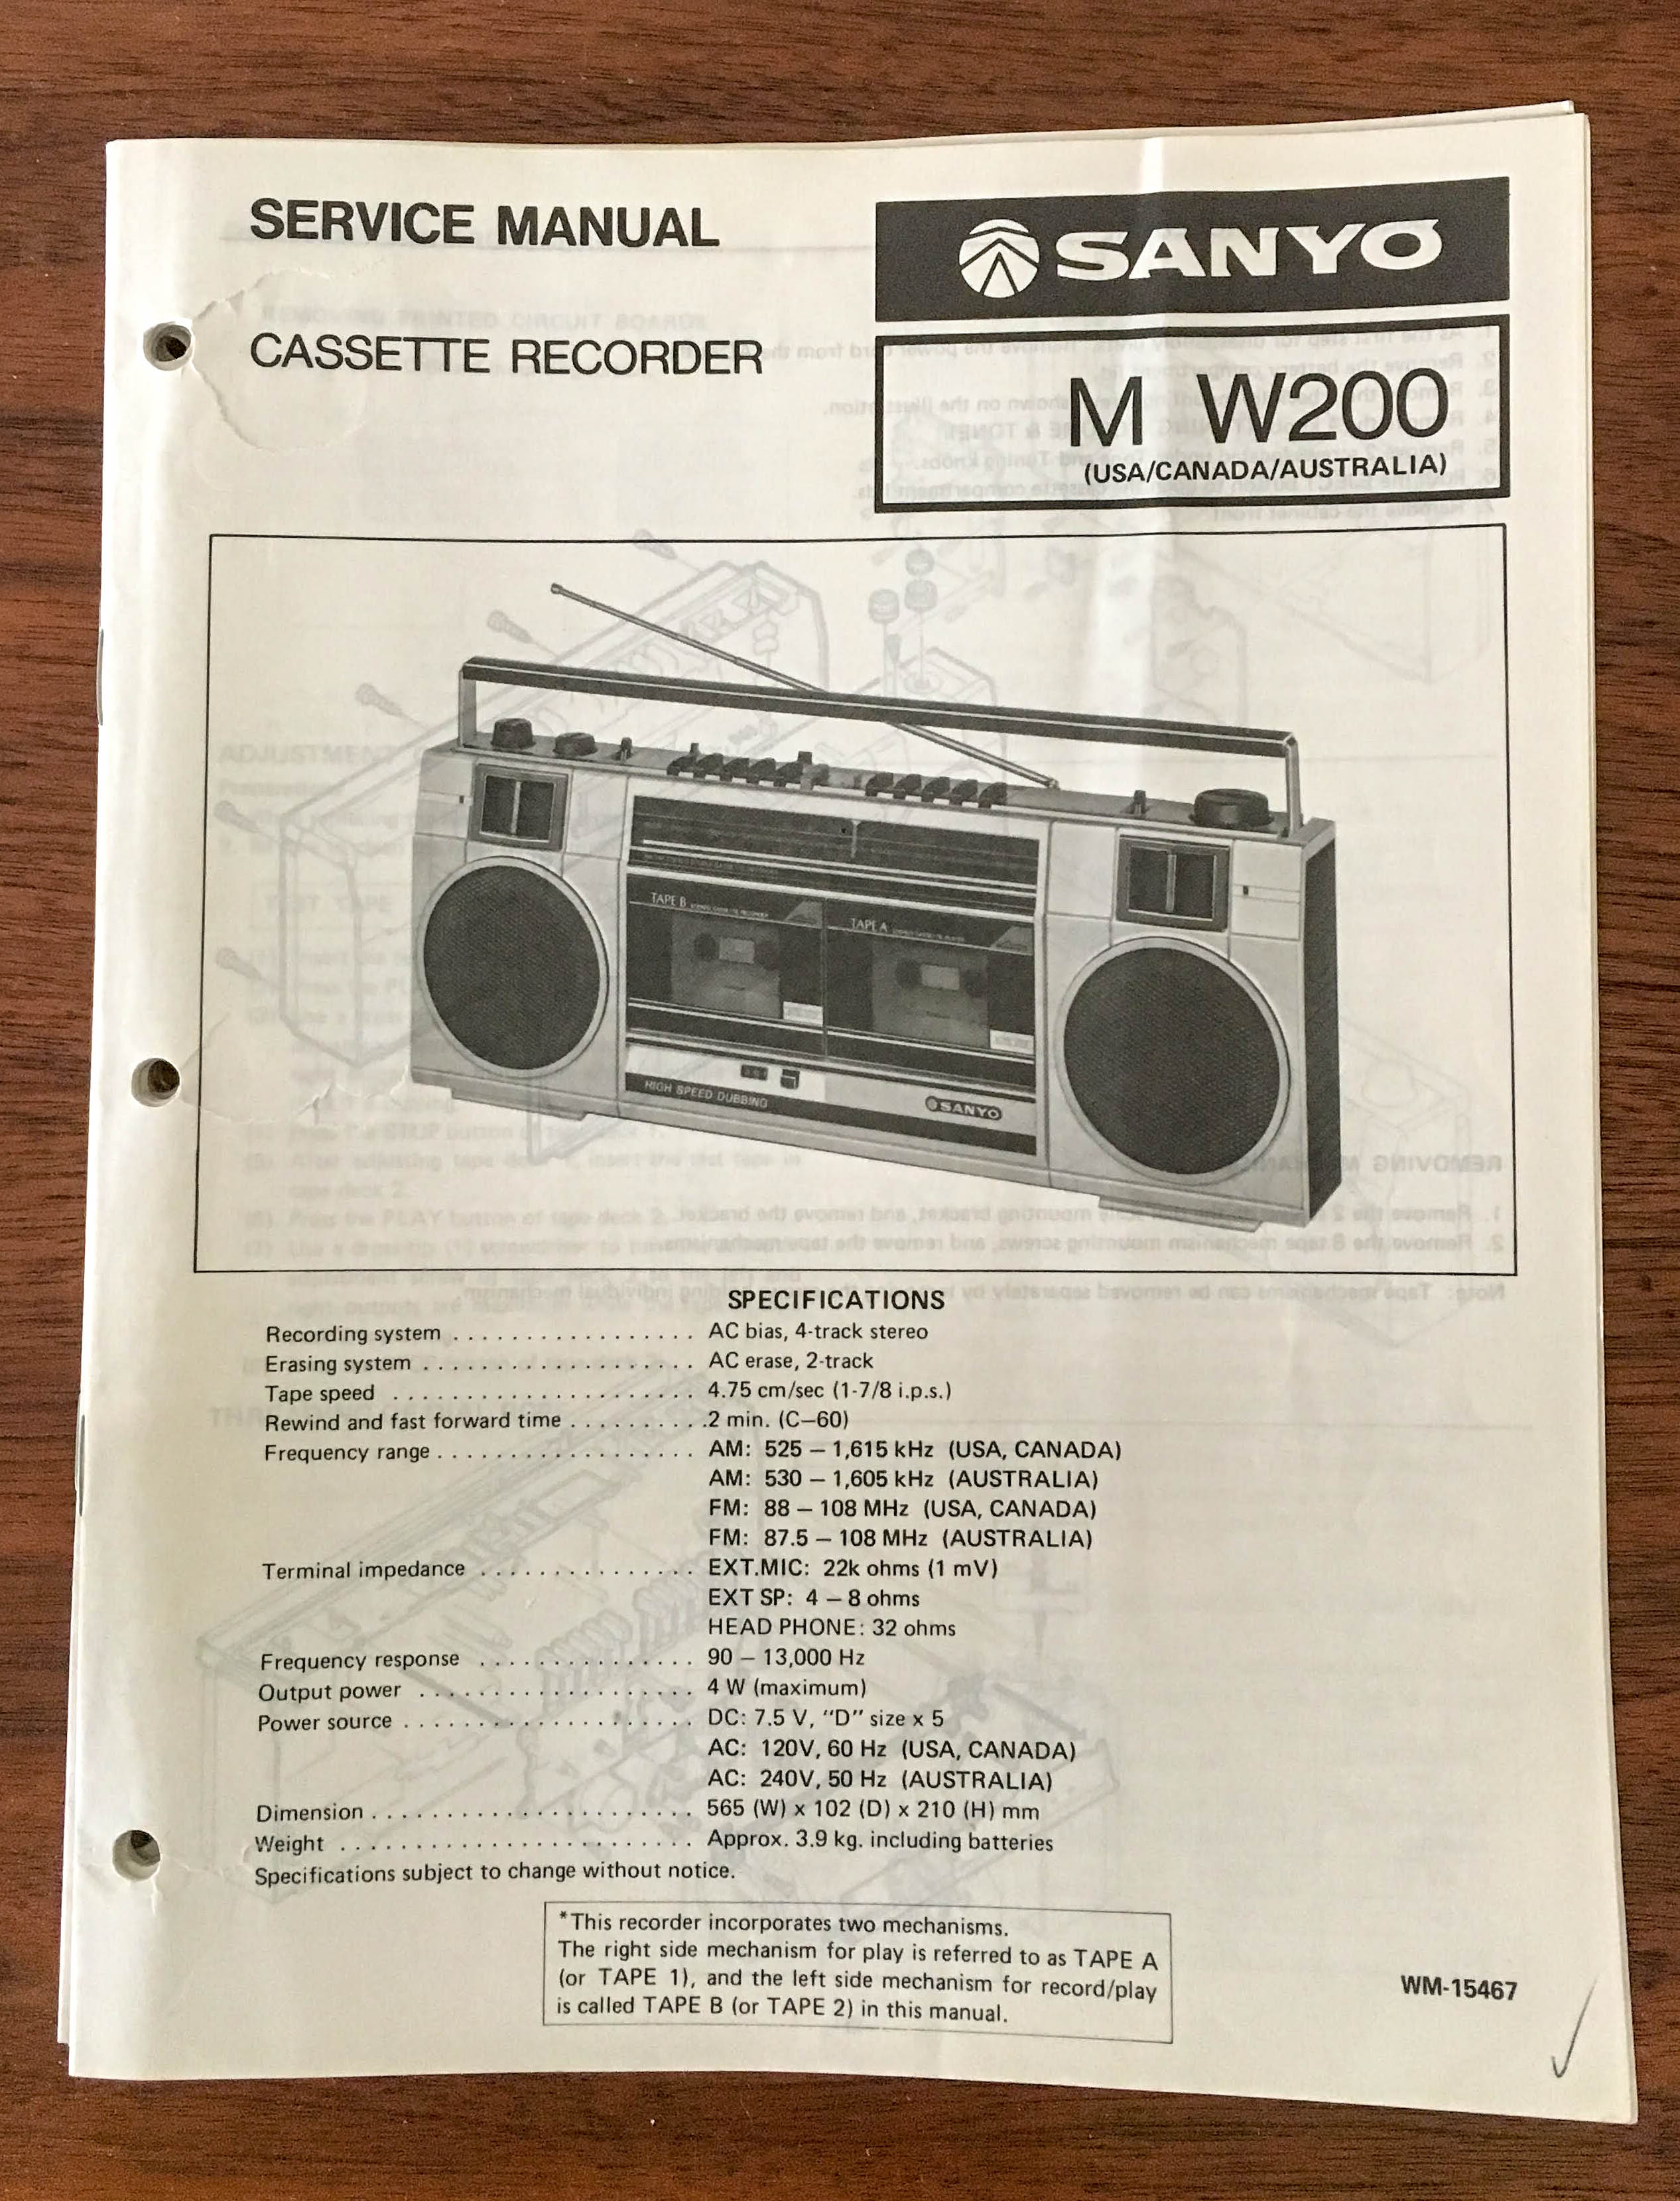 SERVICE MANUAL
SANYO
CASSETTE RECORDER
M W200
(USA/CANADA/AUSTRALIA)
TAPE B
TAPE A
HIGH SPEED DUBBING
SANYO
SPECIFICATIONS
Recording system . . . . . . . . . . . . . . . . . . AC bias, 4-track stereo
Erasing system . . . . . . . . . . . . . . . . . . . . AC erase, 2-track
Tape speed . . . . . . . . . . . . . . . . . . . . . . 4.75 cm/sec (1-7/8 i.p.s.)
Rewind and fast forward time . . . . . . . . . . .2 min. (C–60)
Frequency range . . . . . . . . . . . . . . . . . . . AM: 525 – 1,615 kHz (USA, CANADA)
AM: 530 – 1,605 kHz (AUSTRALIA)
FM: 88 – 108 MHz (USA, CANADA)
FM: 87.5 – 108 MHz (AUSTRALIA)
Terminal impedance . . . . . . . . . . . . . . . . EXT.MIC: 22k ohms (1 mV)
EXT SP: 4 – 8 ohms
HEAD PHONE: 32 ohms
Frequency response . . . . . . . . . . . . . . . . 90 – 13,000 Hz
Output power . . . . . . . . . . . . . . . . . . . . 4 W (maximum)
Power source . . . . . . . . . . . . . . . . . . . . . DC: 7.5 V, “D” size x 5
AC: 120V, 60 Hz (USA, CANADA)
AC: 240V, 50 Hz (AUSTRALIA)
Dimension . . . . . . . . . . . . . . . . . . . . . . . 565 (W) x 102 (D) x 210 (H) mm
Weight . . . . . . . . . . . . . . . . . . . . . . . . . . Approx. 3.9 kg. including batteries
Specifications subject to change without notice.
*This recorder incorporates two mechanisms.
The right side mechanism for play is referred to as TAPE A
(or TAPE 1), and the left side mechanism for record/play
is called TAPE B (or TAPE 2) in this manual.
WM-15467